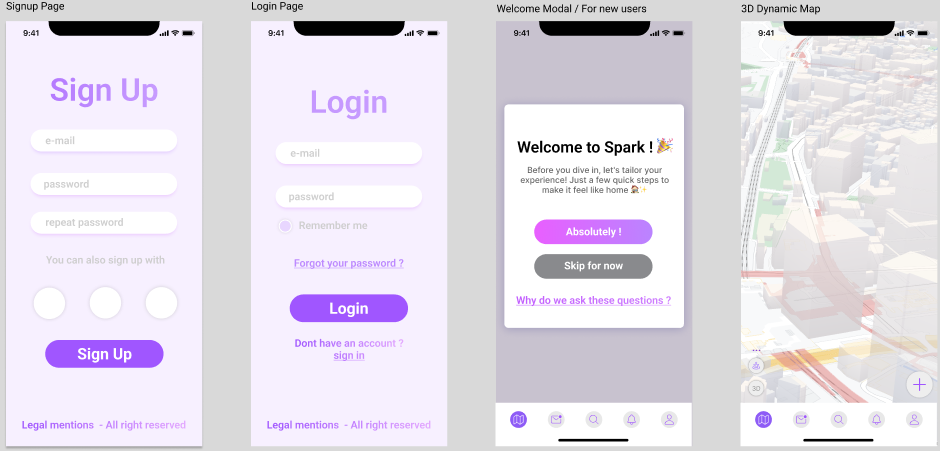 Signup Page
9:41
Sign Up
e-mail
password
repeat password
You can also sign up with
Sign Up
Legal mentions - All right reserved
Login Page
9:41
Login
e-mail
password
Remember me
Forgot your password ?
Login
Dont have an account ?
sign in
Legal mentions - All right reserved
Welcome Modal / For new users
9:41
Welcome to Spark ! 🎉
Before you dive in, let's tailor your
experience! Just a few quick steps to
make it feel like home 🏠✨
Absolutely !
Skip for now
Why do we ask these questions ?
3D Dynamic Map
9:41
3D